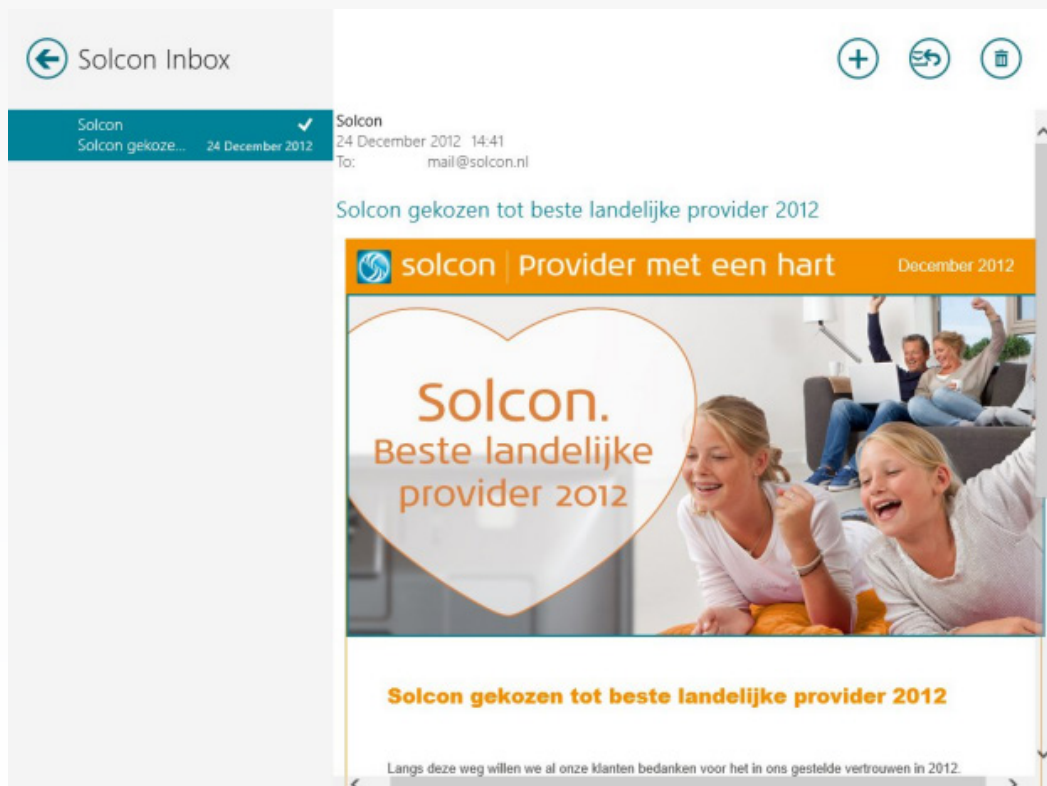 Solcon Inbox
Solcon
Solcon gekoze... 24 December 2012
Solcon
24 December 2012 14:41
To: mail@solcon.nl
Solcon gekozen tot beste landelijke provider 2012
solcon | Provider met een hart December 2012
Solcon.
Beste landelijke
provider 2012
Solcon gekozen tot beste landelijke provider 2012
Langs deze weg willen we al onze klanten bedanken voor het in ons gestelde vertrouwen in 2012.